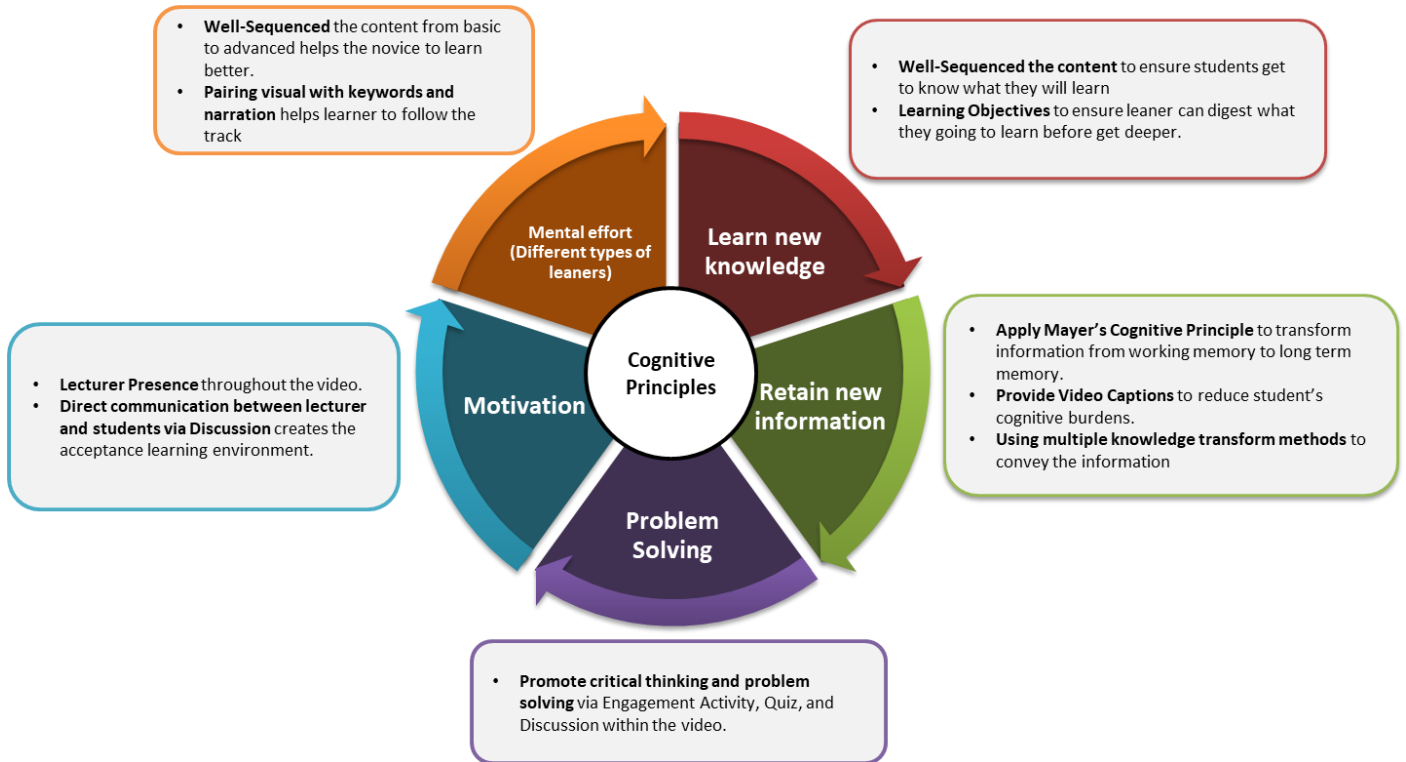 • Well-Sequenced the content from basic
to advanced helps the novice to learn
better.
• Pairing visual with keywords and
narration helps learner to follow the
track
• Well-Sequenced the content to ensure students get
to know what they will learn
• Learning Objectives to ensure leaner can digest what
they going to learn before get deeper.
Mental effort
(Different types of
leaners)
Learn new
knowledge
Cognitive
Principles
Motivation
Retain new
information
Problem
Solving
• Lecturer Presence throughout the video.
• Direct communication between lecturer
and students via Discussion creates the
acceptance learning environment.
• Apply Mayer’s Cognitive Principle to transform
information from working memory to long term
memory.
• Provide Video Captions to reduce student’s
cognitive burdens.
• Using multiple knowledge transform methods to
convey the information
• Promote critical thinking and problem
solving via Engagement Activity, Quiz, and
Discussion within the video.